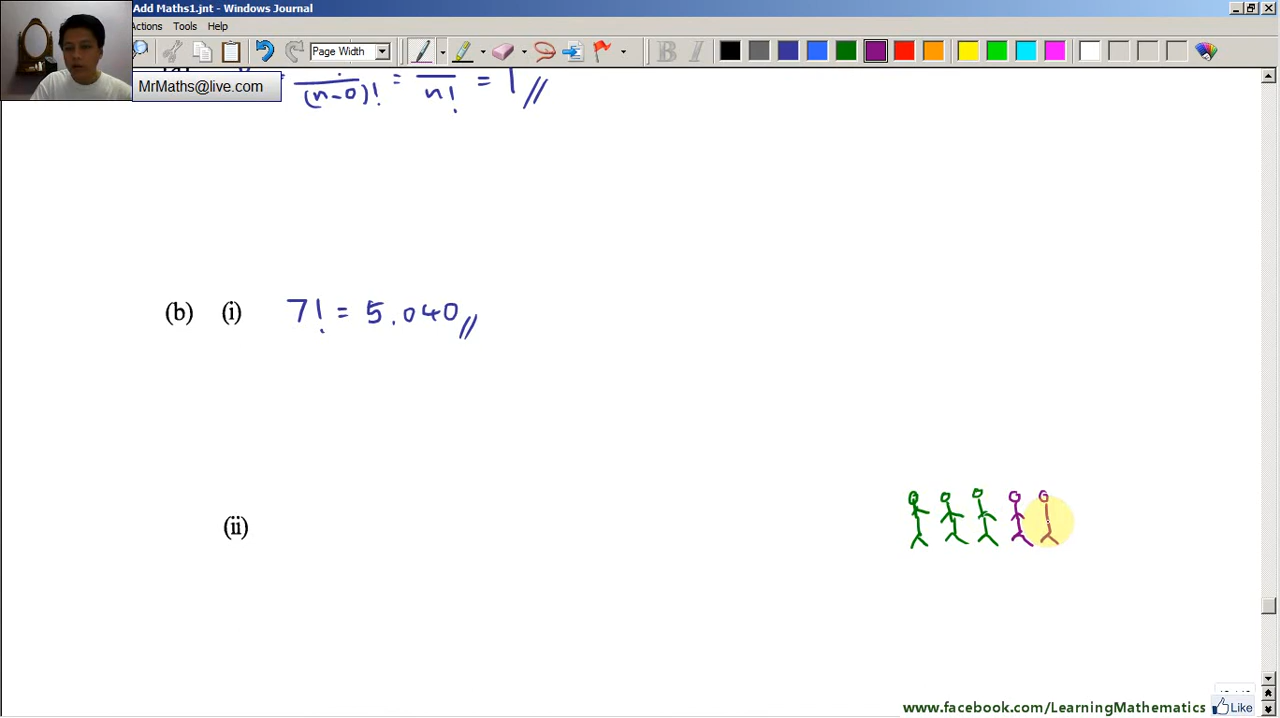 Add Maths1.jnt - Windows Journal
Actions Tools Help
Page Width
MrMaths@live.com
(n-0)! = n! = 1 //
(b) (i) 7! = 5.040 //
(ii)
www.facebook.com/LearningMathematics Like